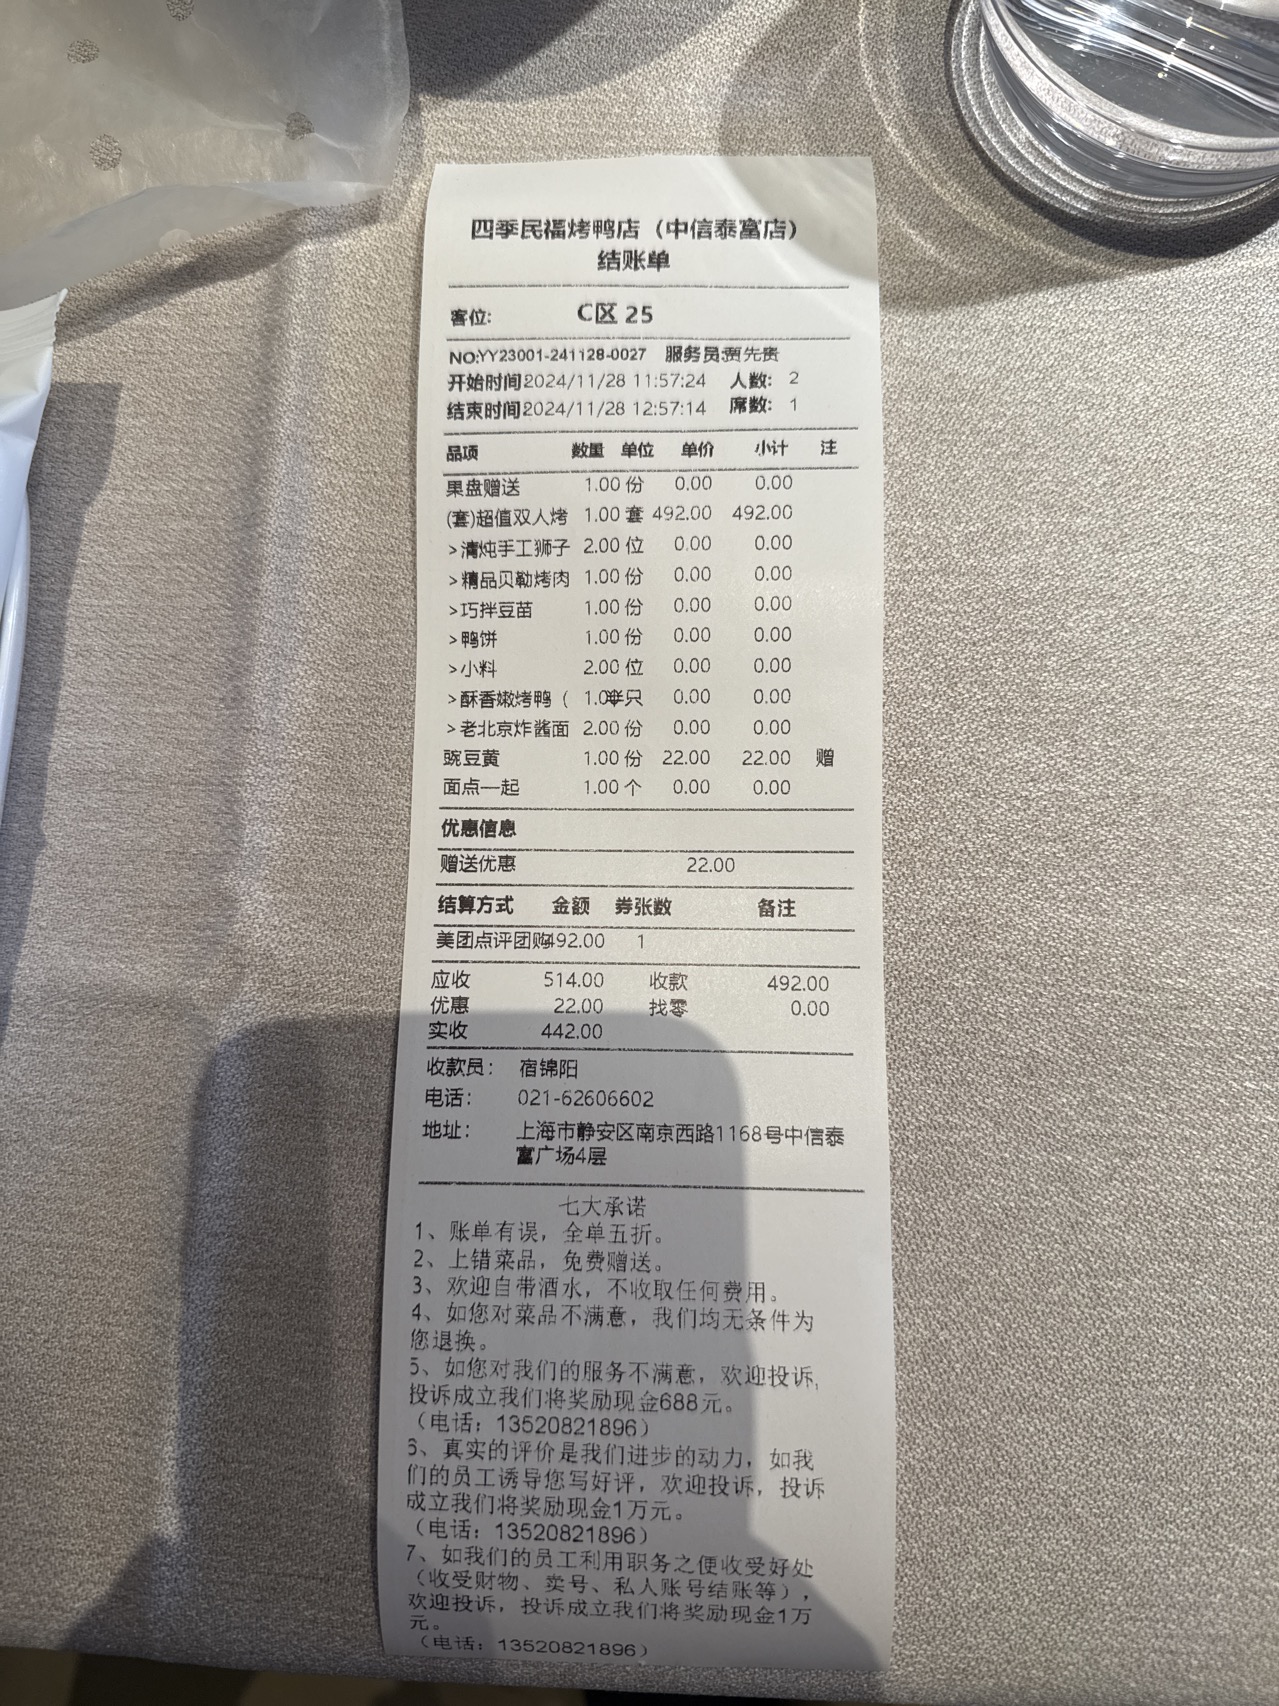 四季民福烤鸭店（中信泰富店）
结账单
客位: C区 25
NO:YY23001-241128-0027 服务员:贾先贵
开始时间2024/11/28 11:57:24 人数: 2
结束时间2024/11/28 12:57:14 席数: 1
品项 数量 单位 单价 小计 注
果盘赠送 1.00 份 0.00 0.00
(套)超值双人烤 1.00 套 492.00 492.00
>清炖手工狮子 2.00 位 0.00 0.00
>精品贝勒烤肉 1.00 份 0.00 0.00
>巧拌豆苗 1.00 份 0.00 0.00
>鸭饼 1.00 份 0.00 0.00
>小料 2.00 位 0.00 0.00
>酥香嫩烤鸭（ 1.00 只 0.00 0.00
>老北京炸酱面 2.00 份 0.00 0.00
豌豆黄 1.00 份 22.00 22.00 赠
面点一起 1.00 个 0.00 0.00
优惠信息
赠送优惠 22.00
结算方式 金额 券张数 备注
美团点评团购492.00 1
应收 514.00 收款 492.00
优惠 22.00 找零 0.00
实收 442.00
收款员: 宿锦阳
电话: 021-62606602
地址: 上海市静安区南京西路1168号中信泰
富广场4层
七大承诺
1、账单有误，全单五折。
2、上错菜品，免费赠送。
3、欢迎自带酒水，不收取任何费用。
4、如您对菜品不满意，我们均无条件为
您退换。
5、如您对我们的服务不满意，欢迎投诉，
投诉成立我们将奖励现金688元。
（电话：13520821896）
6、真实的评价是我们进步的动力，如我
们的员工诱导您写好评，欢迎投诉，投诉
成立我们将奖励现金1万元。
（电话：13520821896）
7、如我们的员工利用职务之便收受好处
（收受财物、卖号、私人账号结账等），
欢迎投诉，投诉成立我们将奖励现金1万
元。
（电话：13520821896）